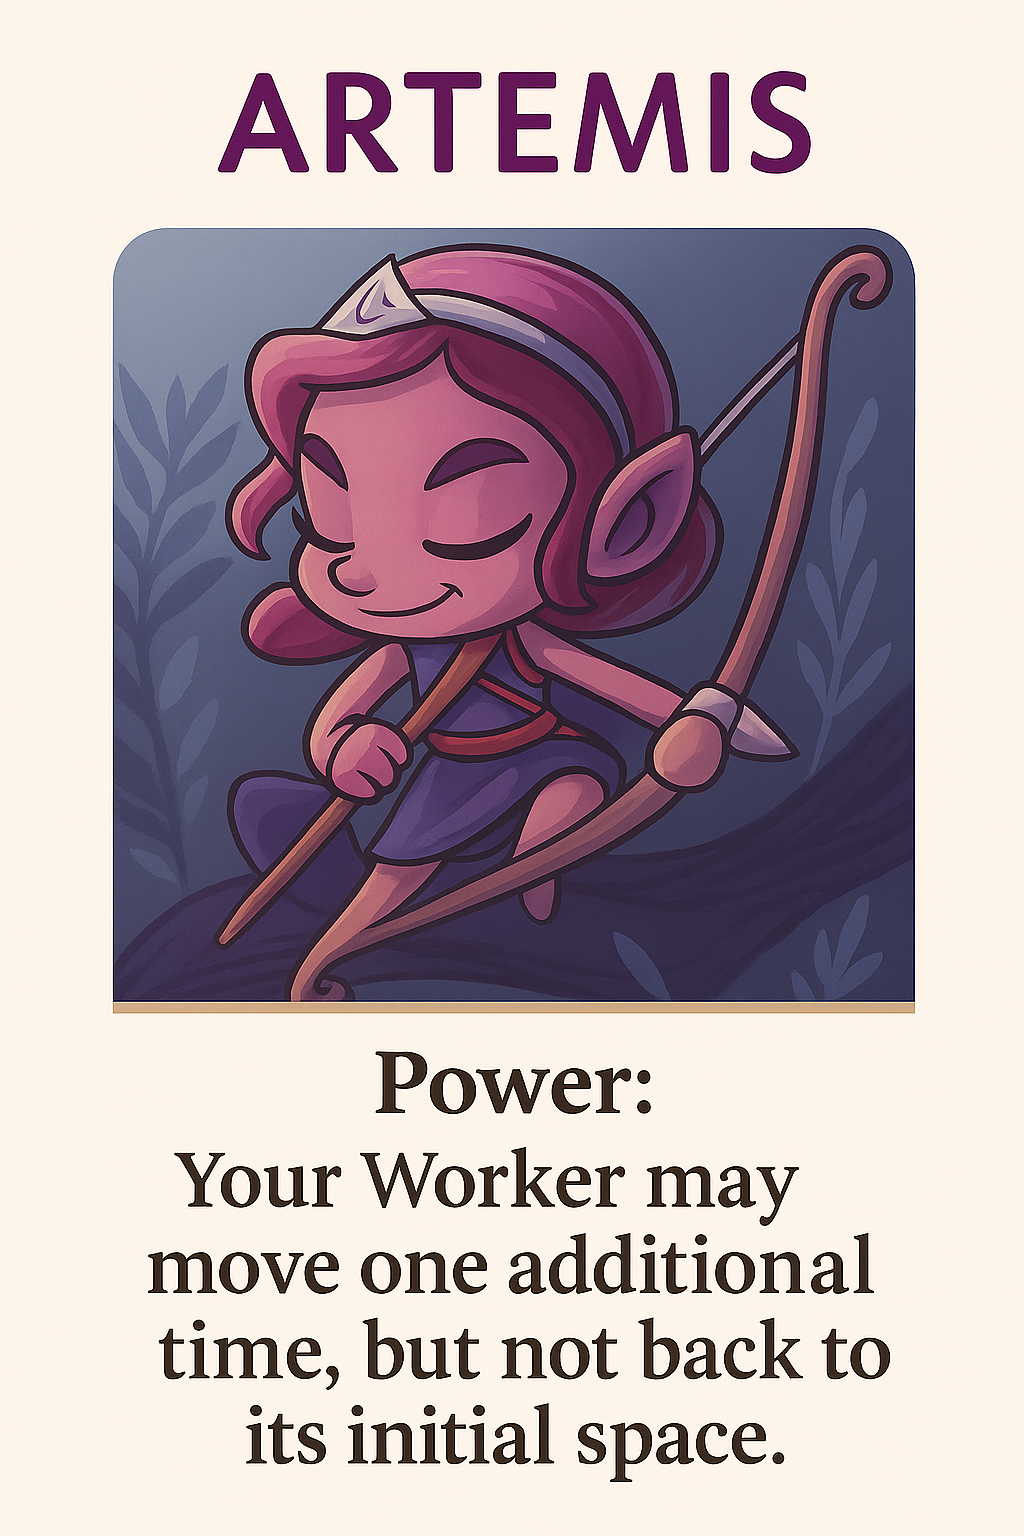 ARTEMIS
Power:
Your Worker may
move one additional
time, but not back to
its initial space.